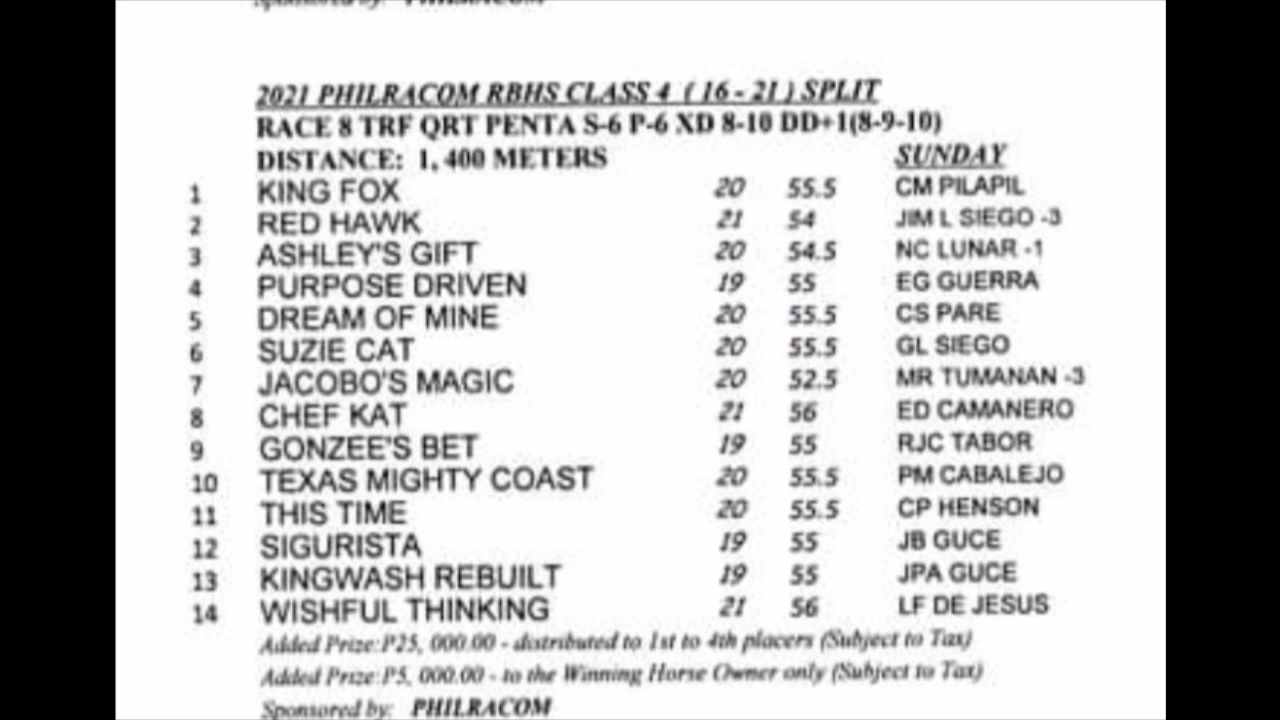 Sponsored by: PHILRACOM
2021 PHILRACOM RBHS CLASS 4 ( 16 - 21 ) SPLIT
RACE 8 TRF QRT PENTA S-6 P-6 XD 8-10 DD+1(8-9-10)
DISTANCE: 1, 400 METERS SUNDAY
1 KING FOX 20 55.5 CM PILAPIL
2 RED HAWK 21 54 JIM L SIEGO -3
3 ASHLEY'S GIFT 20 54.5 NC LUNAR -1
4 PURPOSE DRIVEN 19 55 EG GUERRA
5 DREAM OF MINE 20 55.5 CS PARE
6 SUZIE CAT 20 55.5 GL SIEGO
7 JACOBO'S MAGIC 20 52.5 MR TUMANAN -3
8 CHEF KAT 21 56 ED CAMANERO
9 GONZEE'S BET 19 55 RJC TABOR
10 TEXAS MIGHTY COAST 20 55.5 PM CABALEJO
11 THIS TIME 20 55.5 CP HENSON
12 SIGURISTA 19 55 JB GUCE
13 KINGWASH REBUILT 19 55 JPA GUCE
14 WISHFUL THINKING 21 56 LF DE JESUS
Added Prize:P25, 000.00 - distributed to 1st to 4th placers (Subject to Tax)
Added Prize:P5, 000.00 - to the Winning Horse Owner only (Subject to Tax)
Sponsored by: PHILRACOM